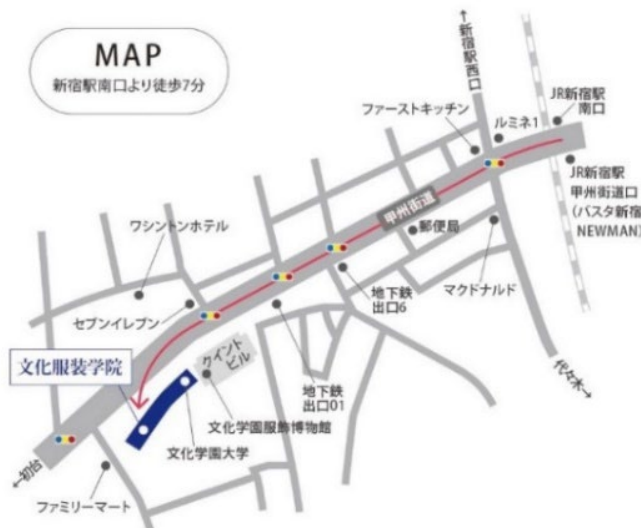 MAP
新宿駅南口より徒歩7分
←新宿駅西口
JR新宿駅
南口
ファーストキッチン
ルミネ1
JR新宿駅
甲州街道口
(バスタ新宿
NEWMAN)
甲州街道
郵便局
ワシントンホテル
マクドナルド
地下鉄
出口6
セブンイレブン
クイント
ビル
文化服装学院
代々木→
地下鉄
出口01
文化学園服飾博物館
文化学園大学
←初台
ファミリーマート